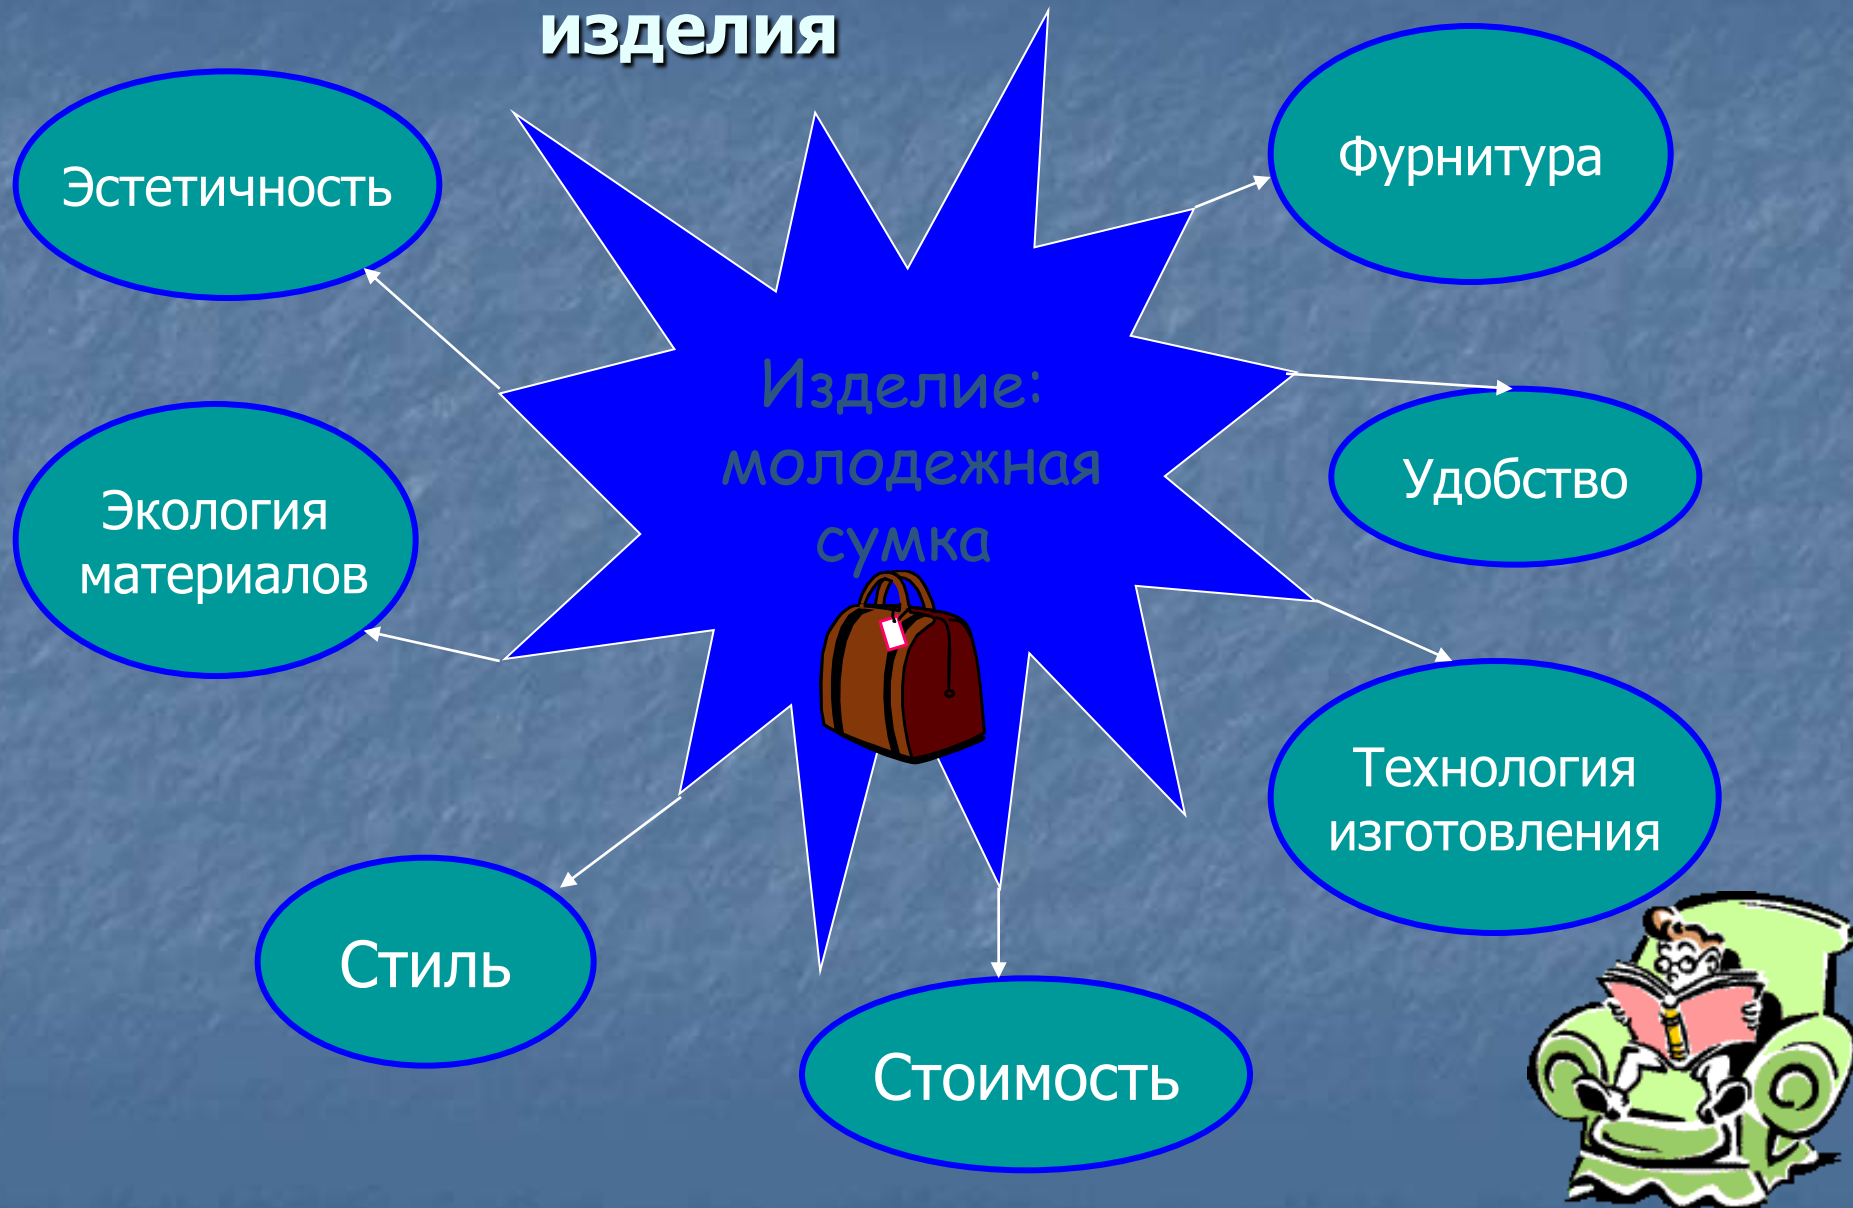 изделия
Эстетичность
Фурнитура
Изделие:
молодежная
сумка
Удобство
Экология
материалов
Технология
изготовления
Стиль
Стоимость